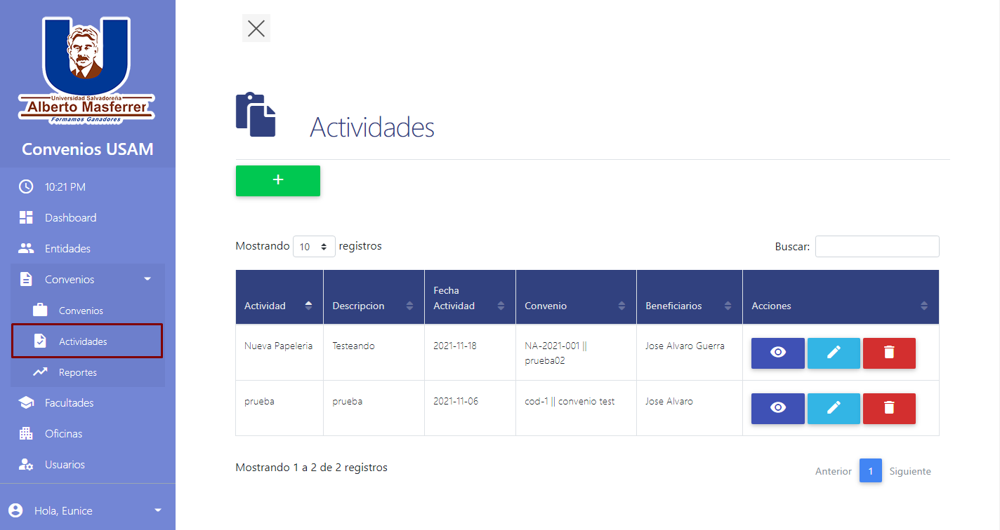 Universidad Salvadoreña
Alberto Masferrer
Formamos Ganadores
Convenios USAM
10:21 PM
Dashboard
Entidades
Convenios
Convenios
Actividades
Reportes
Facultades
Oficinas
Usuarios
Hola, Eunice
Actividades
+
Mostrando 10 registros
Buscar:
Actividad Descripcion Fecha Actividad Convenio Beneficiarios Acciones
Nueva Papeleria Testeando 2021-11-18 NA-2021-001 || prueba02 Jose Alvaro Guerra
prueba prueba 2021-11-06 cod-1 || convenio test Jose Alvaro
Mostrando 1 a 2 de 2 registros
Anterior 1 Siguiente